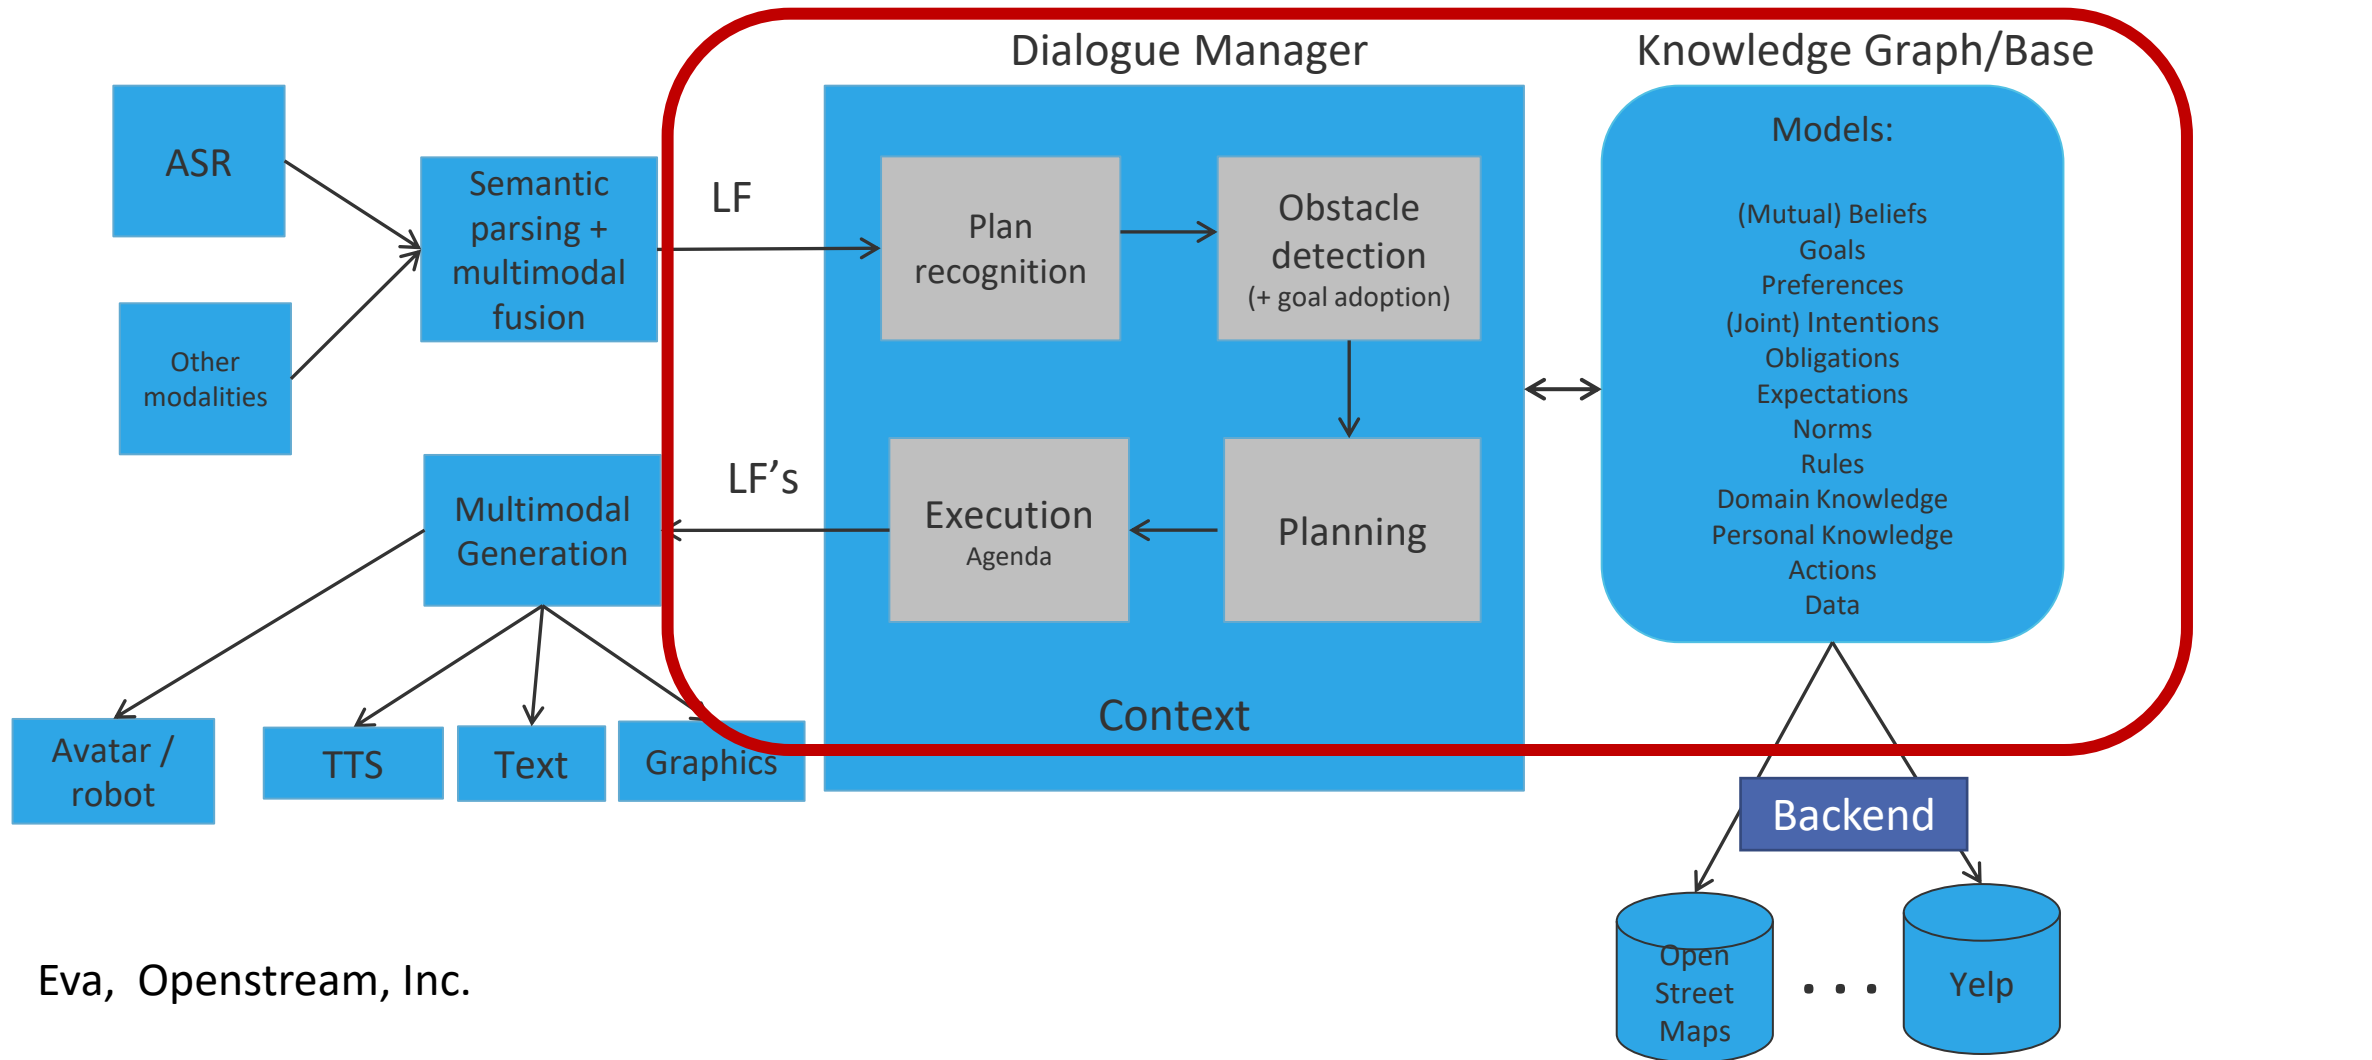 Dialogue Manager
Knowledge Graph/Base
ASR
Other
modalities
Semantic
parsing +
multimodal
fusion
LF
Plan
recognition
Obstacle
detection
(+ goal adoption)
Planning
Execution
Agenda
LF's
Context
Multimodal
Generation
Avatar /
robot
TTS
Text
Graphics
Models:
(Mutual) Beliefs
Goals
Preferences
(Joint) Intentions
Obligations
Expectations
Norms
Rules
Domain Knowledge
Personal Knowledge
Actions
Data
Backend
Open
Street
Maps
. . .
Yelp
Eva, Openstream, Inc.